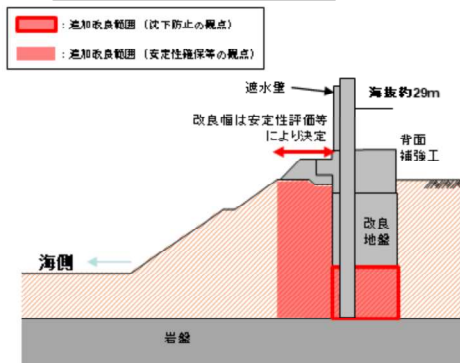 ：追加改良範囲（沈下防止の観点）
：追加改良範囲（安定性確保等の観点）
遮水壁
海抜約29m
改良幅は安定性評価等
により決定
背面
補強工
改良
地盤
海側
岩盤